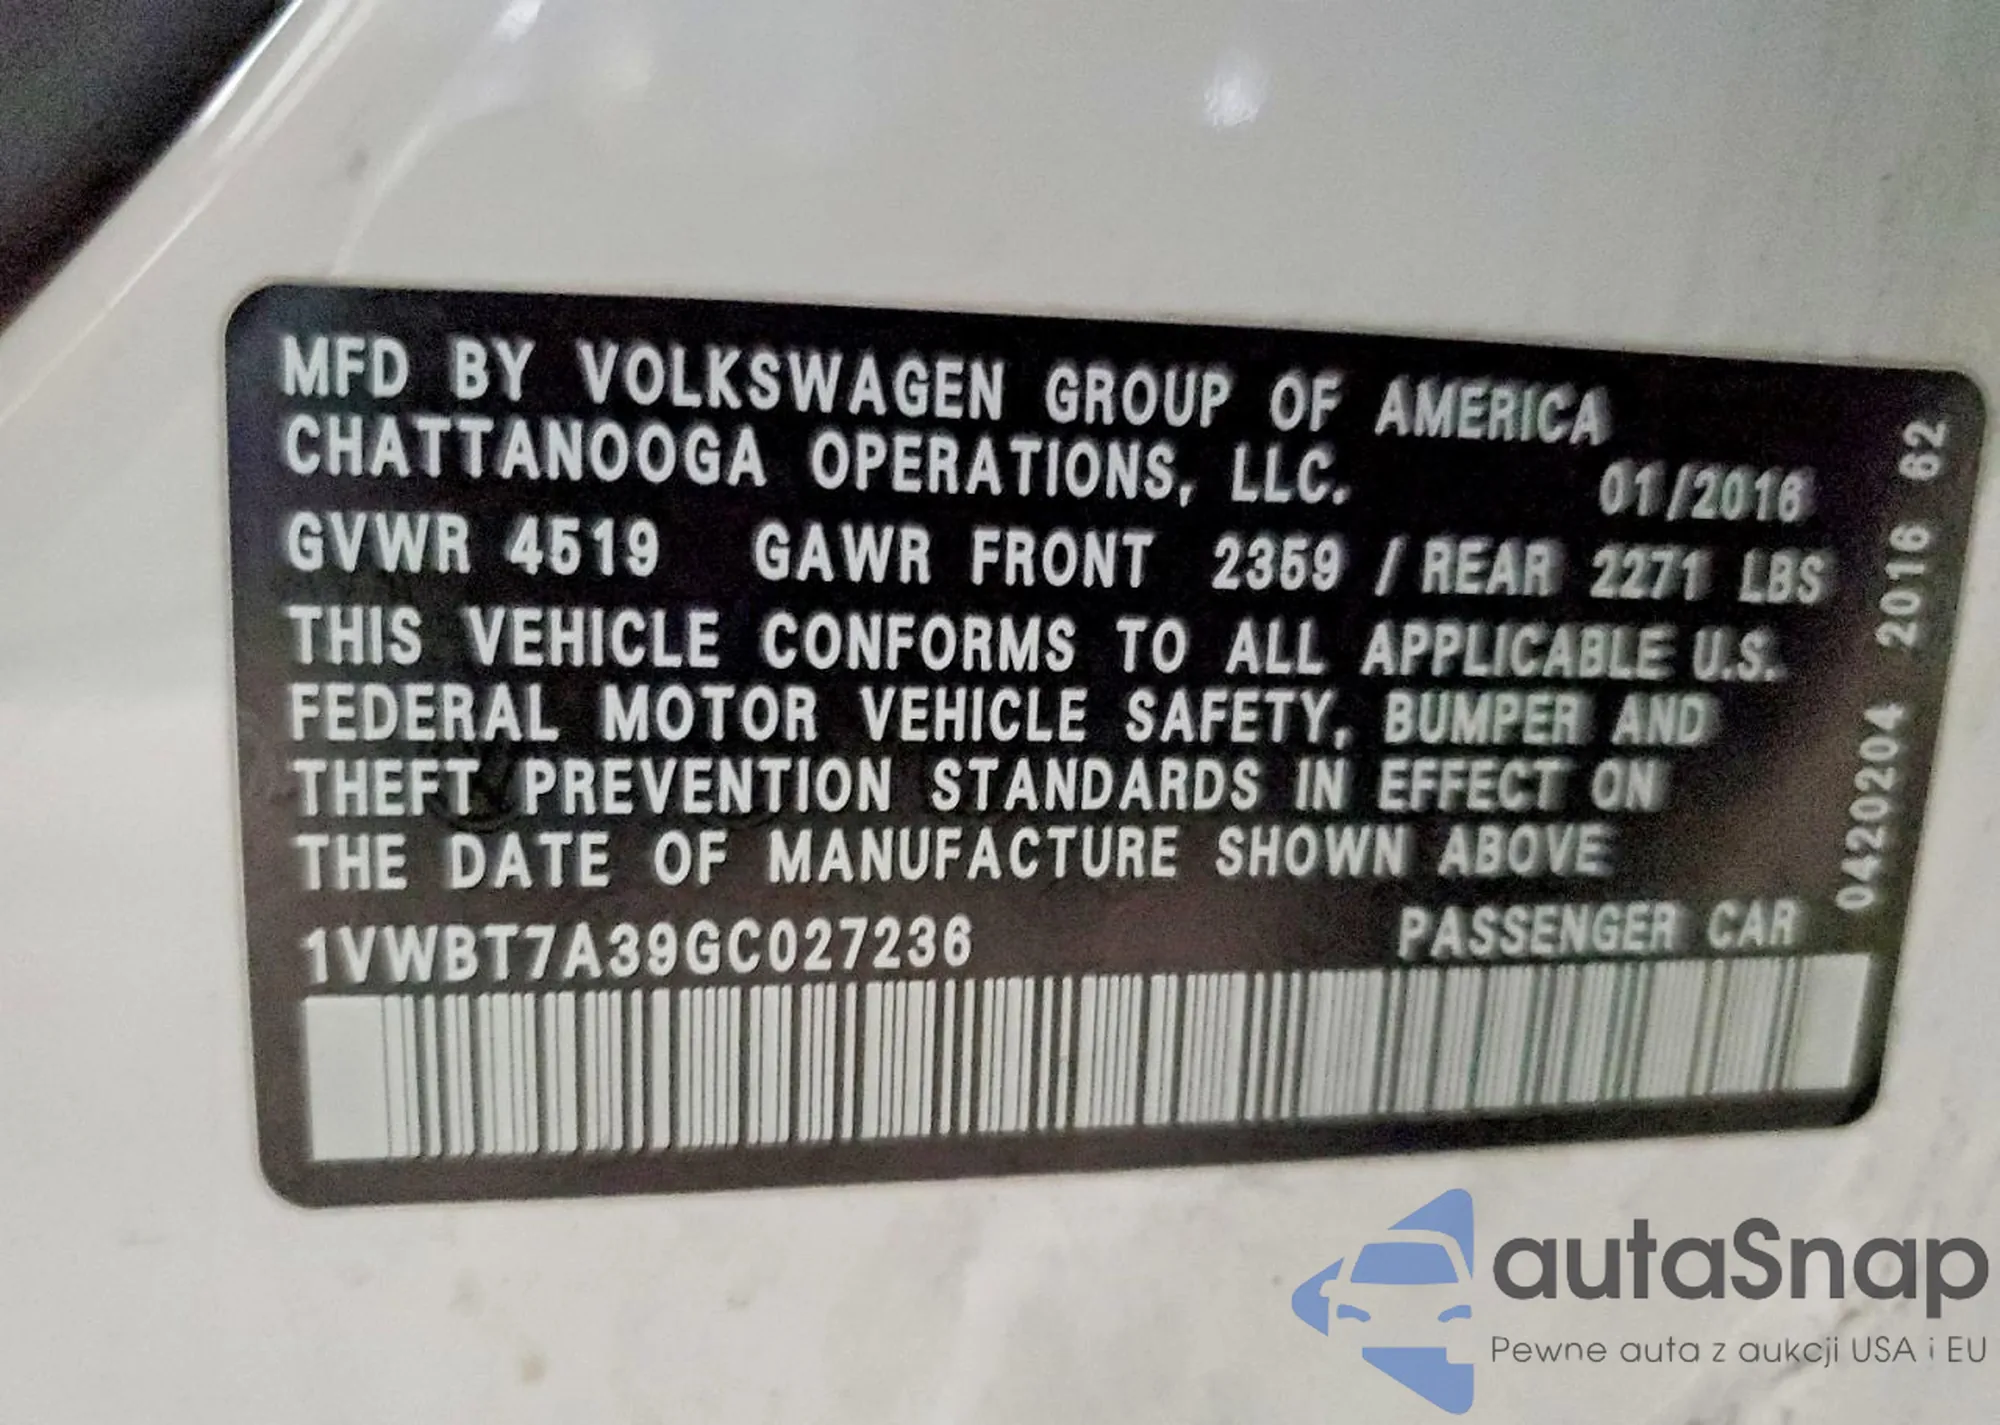 MFD BY VOLKSWAGEN GROUP OF AMERICA
CHATTANOOGA OPERATIONS, LLC.
01/2016
GVWR 4519 GAWR FRONT 2359 / REAR 2271 LBS
THIS VEHICLE CONFORMS TO ALL APPLICABLE U.S.
FEDERAL MOTOR VEHICLE SAFETY, BUMPER AND
THEFT PREVENTION STANDARDS IN EFFECT ON
THE DATE OF MANUFACTURE SHOWN ABOVE
1VWBT7A39GC027236 PASSENGER CAR
0420204 2016 62
autaSnap
Pewne auta z aukcji USA i EU